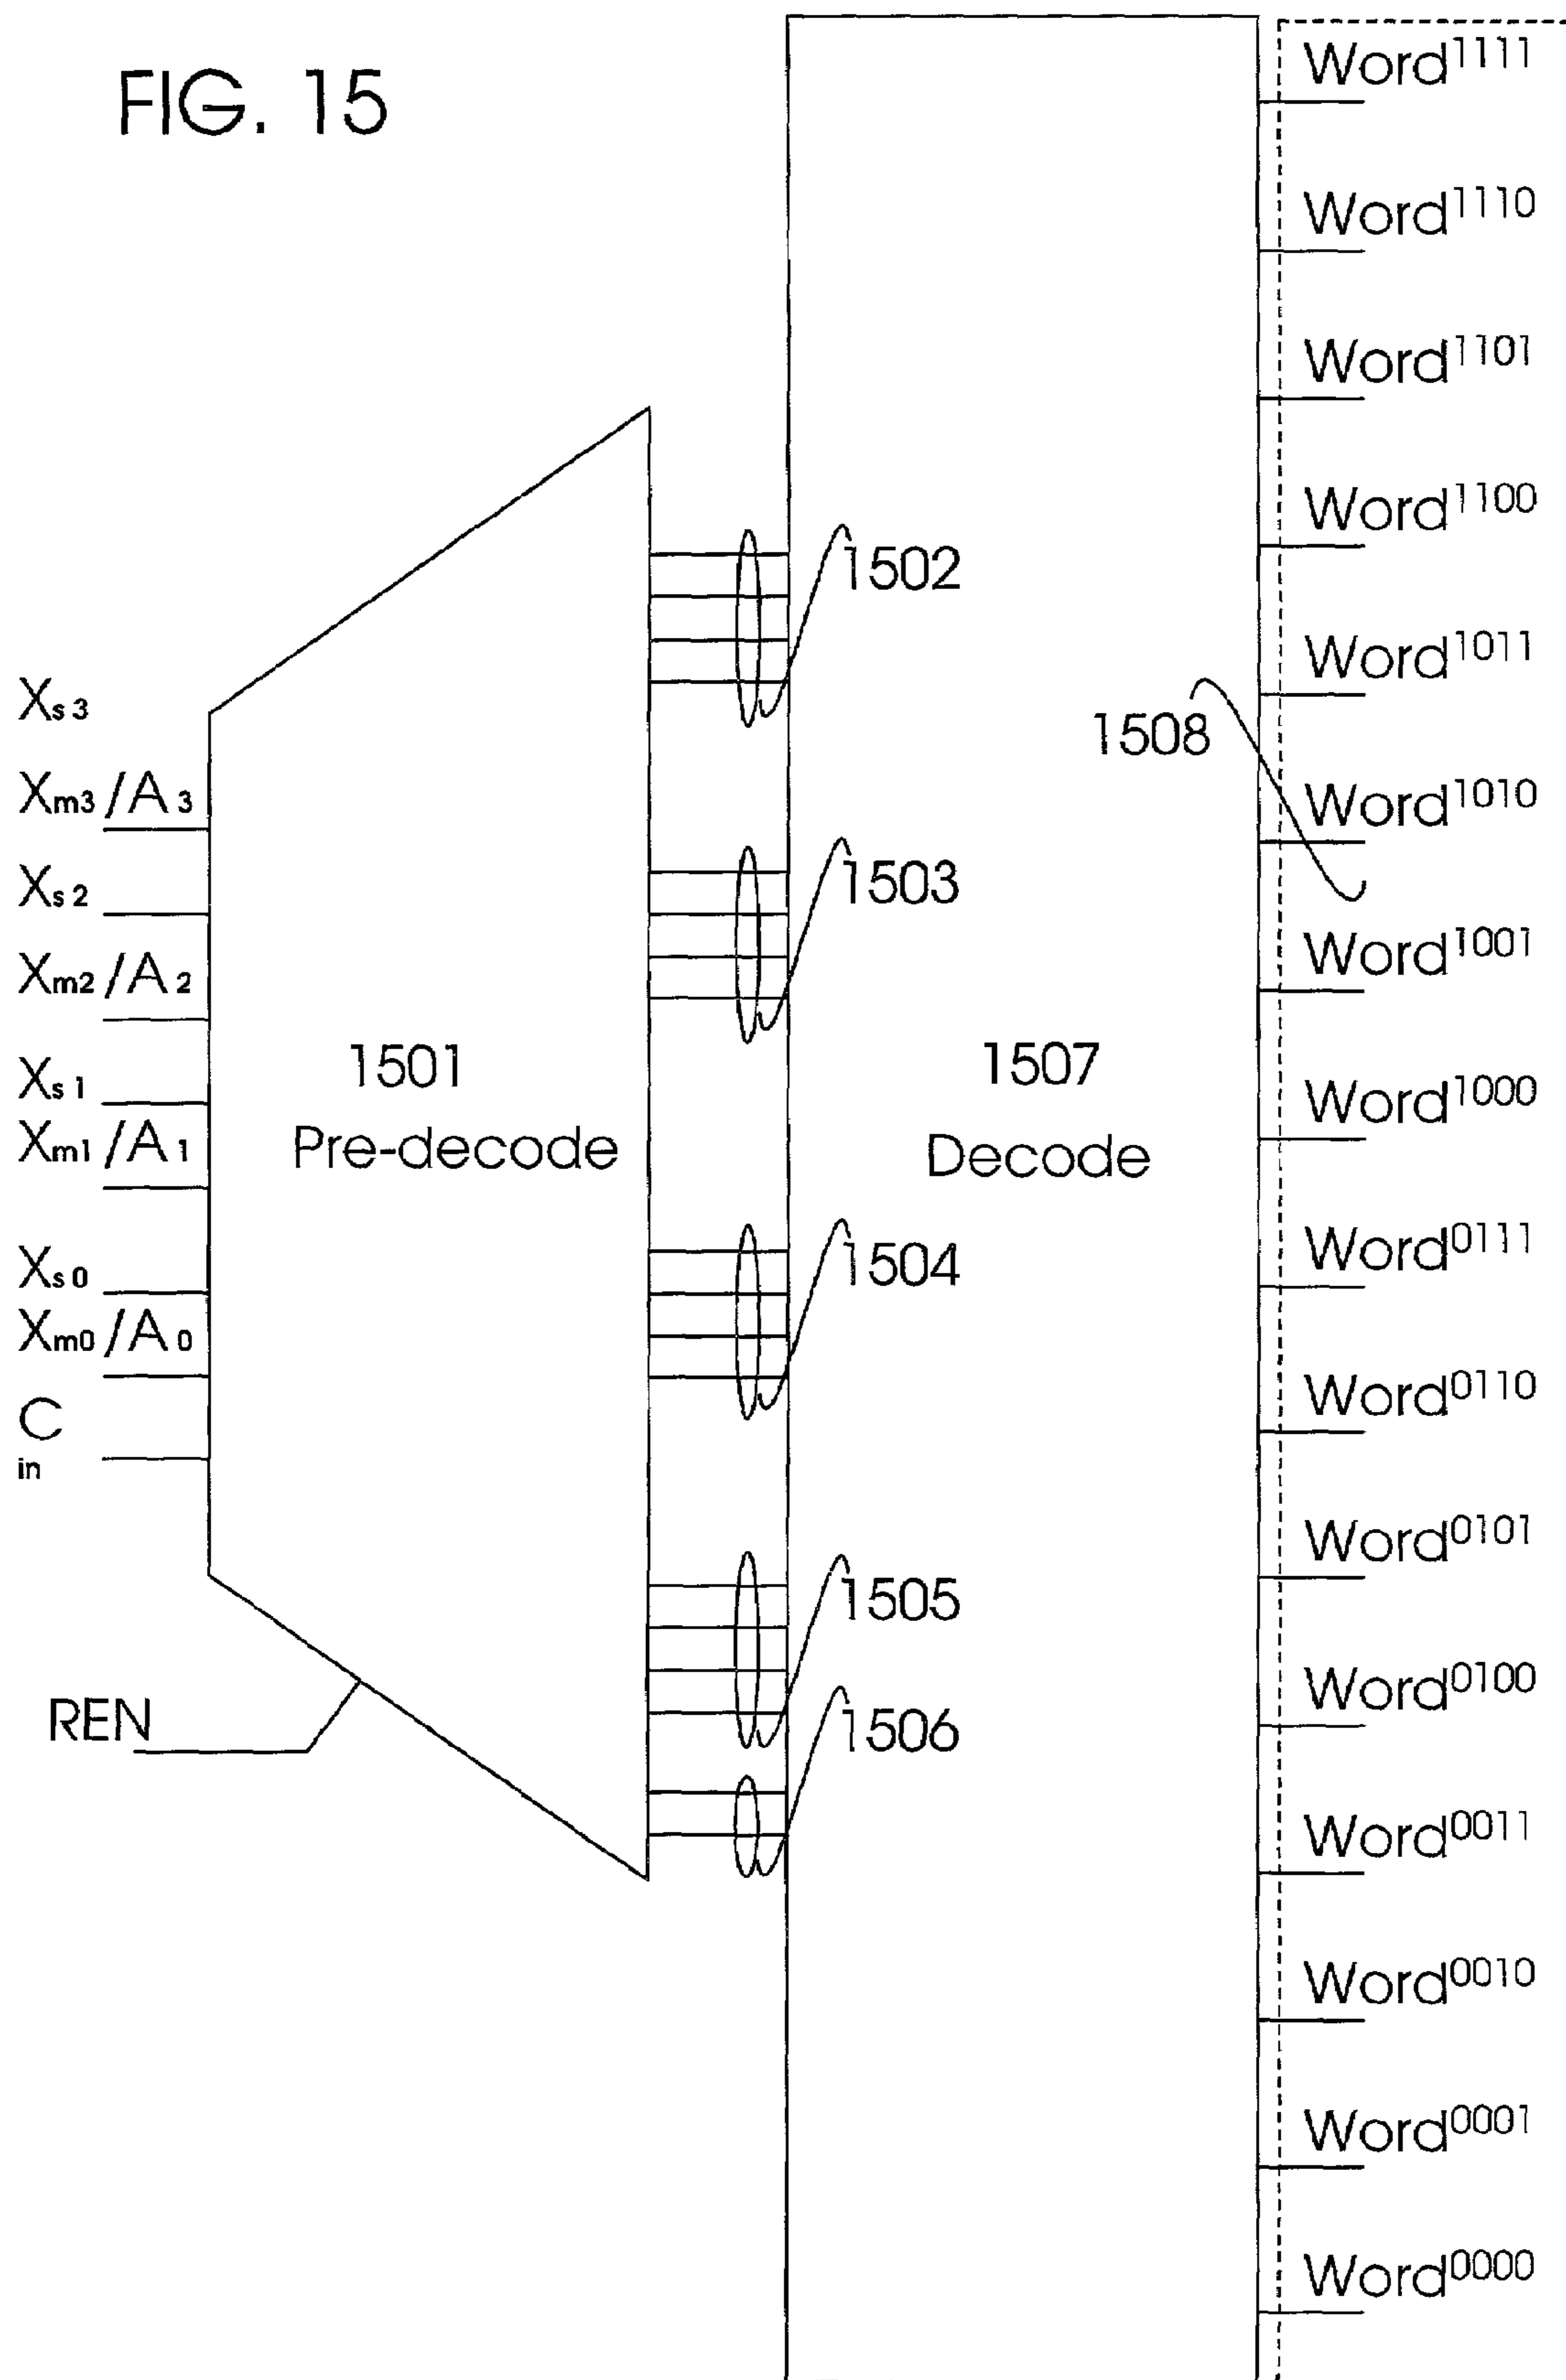 FIG. 15
Word1111
Word1110
Word1101
Word1100
Word1011
Word1010
Word1001
Word1000
Word0111
Word0110
Word0101
Word0100
Word0011
Word0010
Word0001
Word0000
1502
1503
1504
1505
1506
1508
Xs3
Xm3/A3
Xs2
Xm2/A2
Xs1
Xm1/A1
Xs0
Xm0/A0
C
in
REN
1501
Pre-decode
1507
Decode